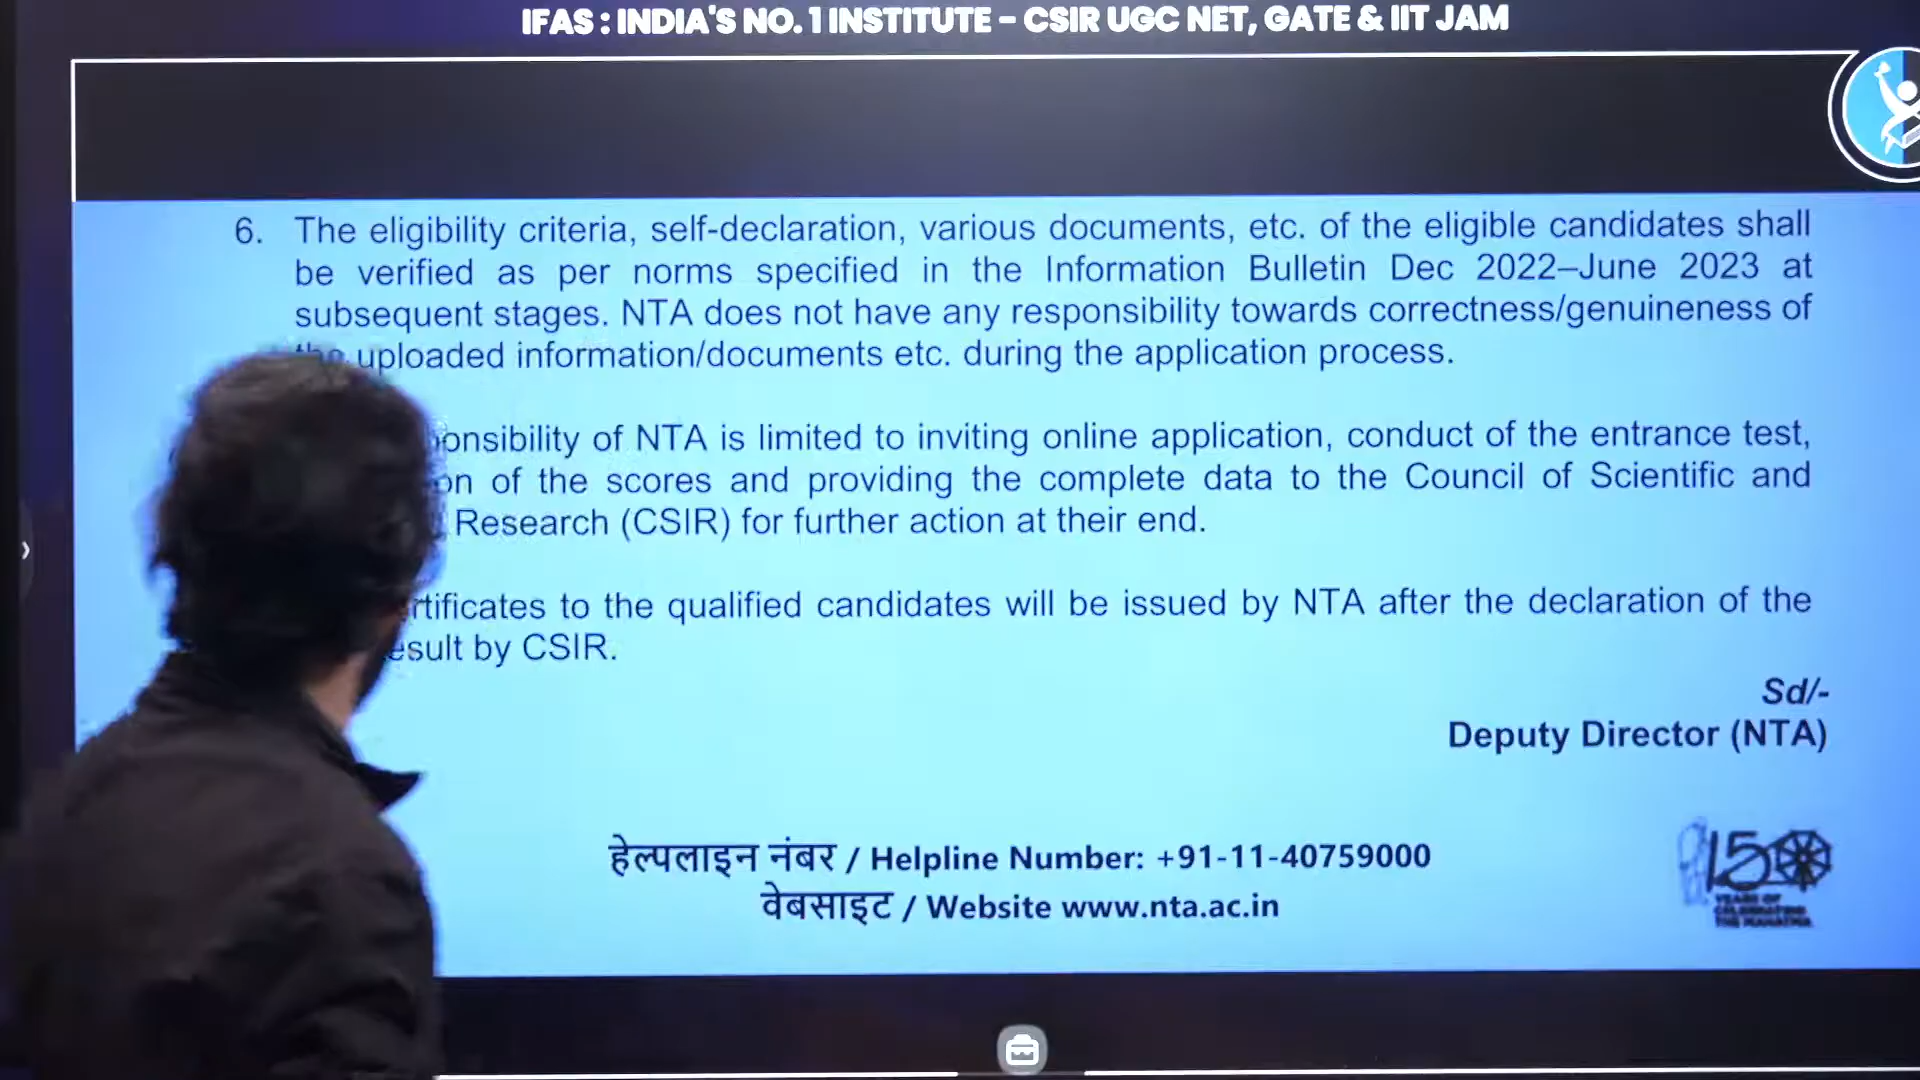 IFAS : INDIA'S NO. 1 INSTITUTE - CSIR UGC NET, GATE & IIT JAM
6. The eligibility criteria, self-declaration, various documents, etc. of the eligible candidates shall
be verified as per norms specified in the Information Bulletin Dec 2022–June 2023 at
subsequent stages. NTA does not have any responsibility towards correctness/genuineness of
the uploaded information/documents etc. during the application process.
onsibility of NTA is limited to inviting online application, conduct of the entrance test,
on of the scores and providing the complete data to the Council of Scientific and
Research (CSIR) for further action at their end.
rtificates to the qualified candidates will be issued by NTA after the declaration of the
esult by CSIR.
Sd/-
Deputy Director (NTA)
हेल्पलाइन नंबर / Helpline Number: +91-11-40759000
वेबसाइट / Website www.nta.ac.in
150
YEARS OF
CELEBRATING
THE MAHATMA